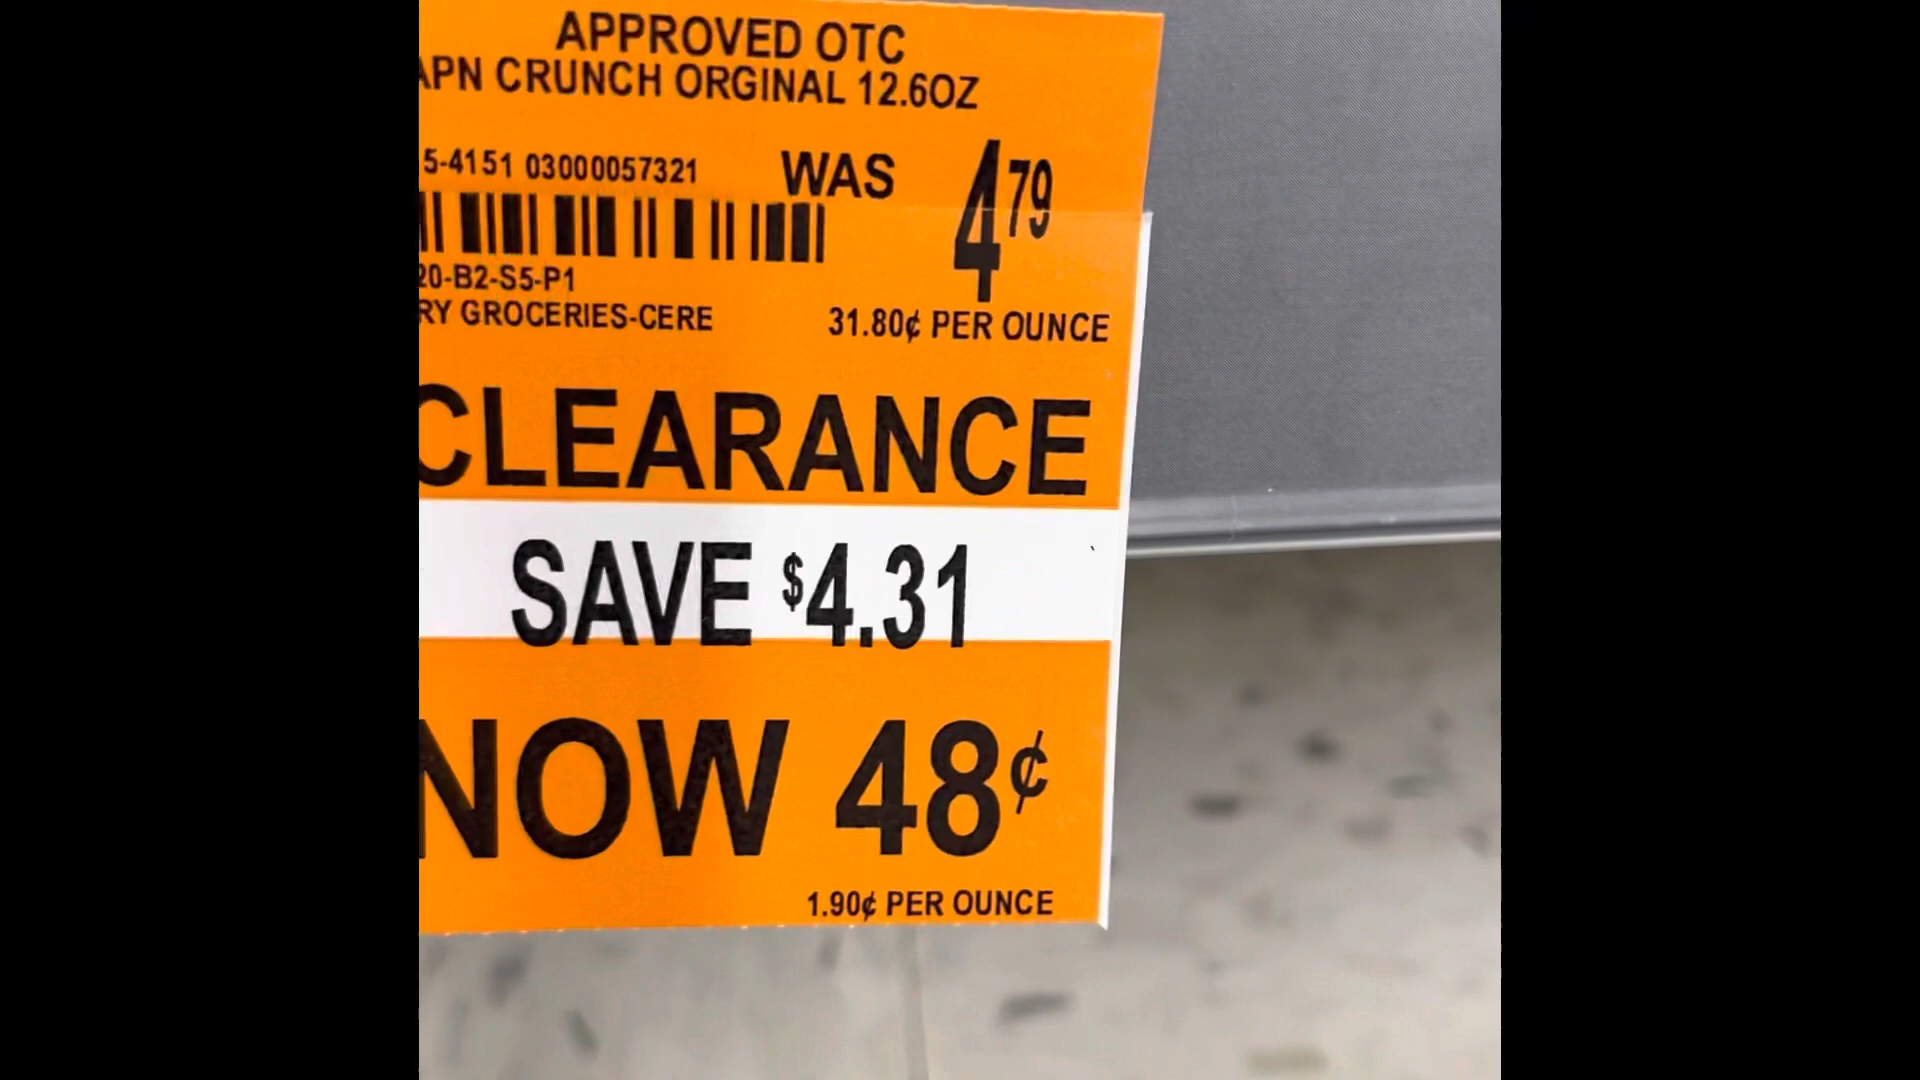 APPROVED OTC
APN CRUNCH ORGINAL 12.6OZ
5-4151 03000057321 WAS 4 79
20-B2-S5-P1
RY GROCERIES-CERE 31.80¢ PER OUNCE
CLEARANCE
SAVE $4.31
NOW 48¢
1.90¢ PER OUNCE